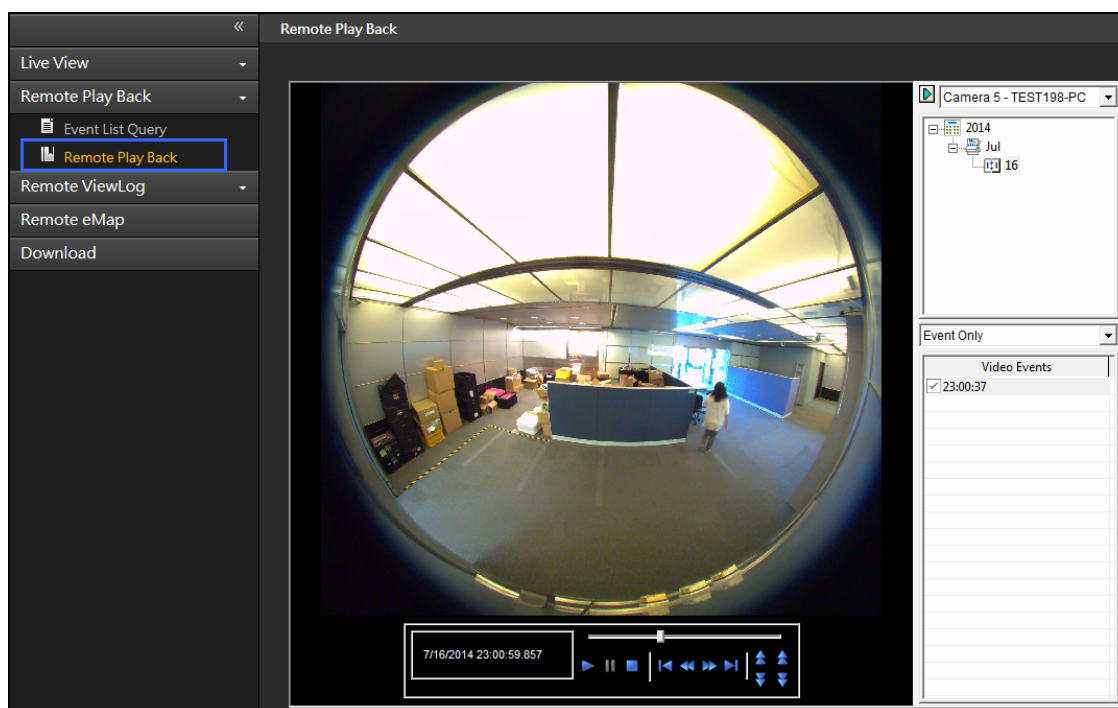 «
Remote Play Back
Live View
Remote Play Back
Event List Query
Remote Play Back
Remote ViewLog
Remote eMap
Download
Camera 5 - TEST198-PC
2014
Jul
16
Event Only
Video Events
23:00:37
7/16/2014 23:00:59.857